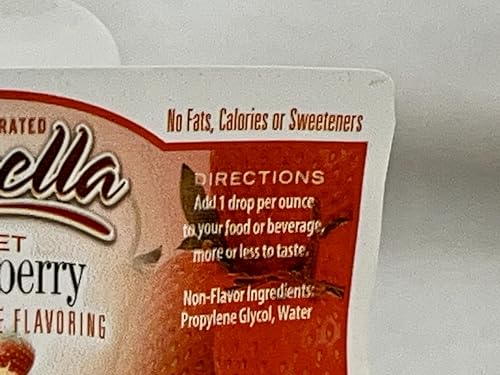 No Fats, Calories or Sweeteners
RATED
ella
ET
berry
E FLAVORING
DIRECTIONS
Add 1 drop per ounce
to your food or beverage,
more or less to taste.
Non-Flavor Ingredients:
Propylene Glycol, Water